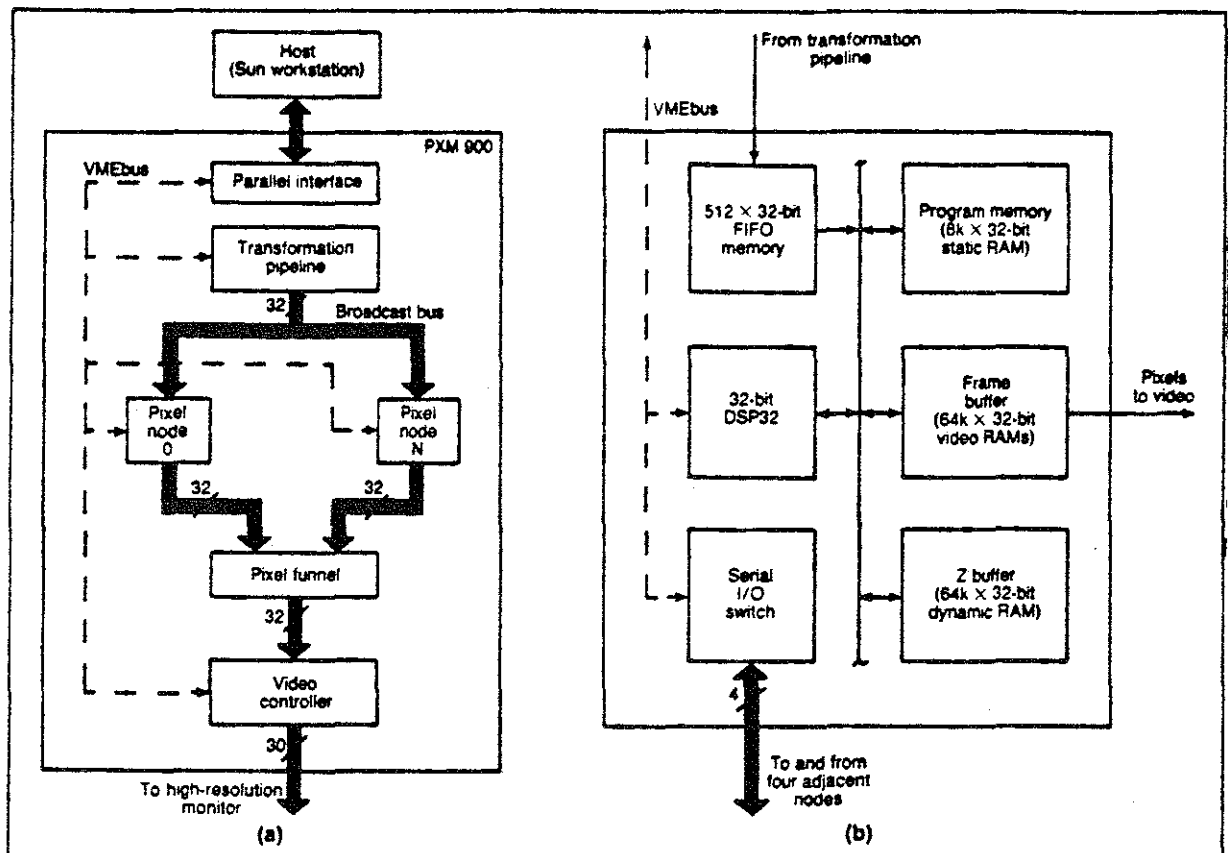 Host
(Sun workstation)
PXM 900
VMEbus
Parallel interface
Transformation
pipeline
32
Broadcast bus
Pixel
node
0
Pixel
node
N
32
32
Pixel funnel
32
Video
controller
30
To high-resolution
monitor
(a)
From transformation
pipeline
VMEbus
512 × 32-bit
FIFO
memory
Program memory
(8k × 32-bit
static RAM)
32-bit
DSP32
Frame
buffer
(64k × 32-bit
video RAMs)
Pixels
to video
Serial
I/O
switch
Z buffer
(64k × 32-bit
dynamic RAM)
4
To and from
four adjacent
nodes
(b)